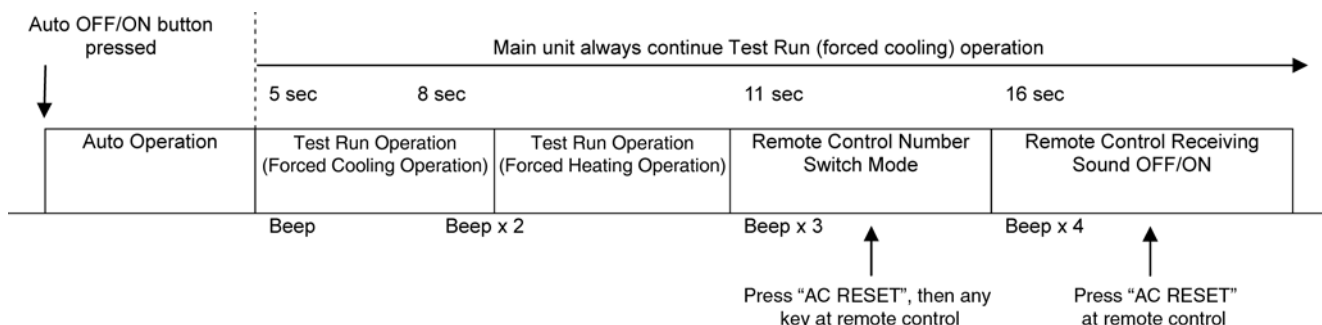 Auto OFF/ON button
pressed
Main unit always continue Test Run (forced cooling) operation
5 sec
8 sec
11 sec
16 sec
Auto Operation
Test Run Operation
(Forced Cooling Operation)
Test Run Operation
(Forced Heating Operation)
Remote Control Number
Switch Mode
Remote Control Receiving
Sound OFF/ON
Beep
Beep x 2
Beep x 3
Beep x 4
Press “AC RESET”, then any
key at remote control
Press “AC RESET”
at remote control